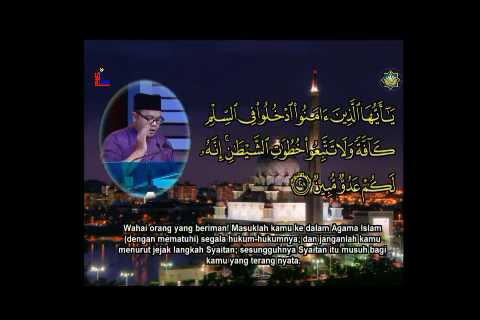 يَـٰٓأَيُّهَا ٱلَّذِينَ ءَامَنُوا۟ ٱدْخُلُوا۟ فِى ٱلسِّلْمِ
كَآفَّةً وَلَا تَتَّبِعُوا۟ خُطُوَٰتِ ٱلشَّيْطَـٰنِ ۚ إِنَّهُۥ
لَكُمْ عَدُوٌّ مُّبِينٌ ٢٠٨
Wahai orang yang beriman! Masuklah kamu ke dalam Agama Islam
(dengan mematuhi) segala hukum-hukumnya; dan janganlah kamu
menurut jejak langkah Syaitan; sesungguhnya Syaitan itu musuh bagi
kamu yang terang nyata.